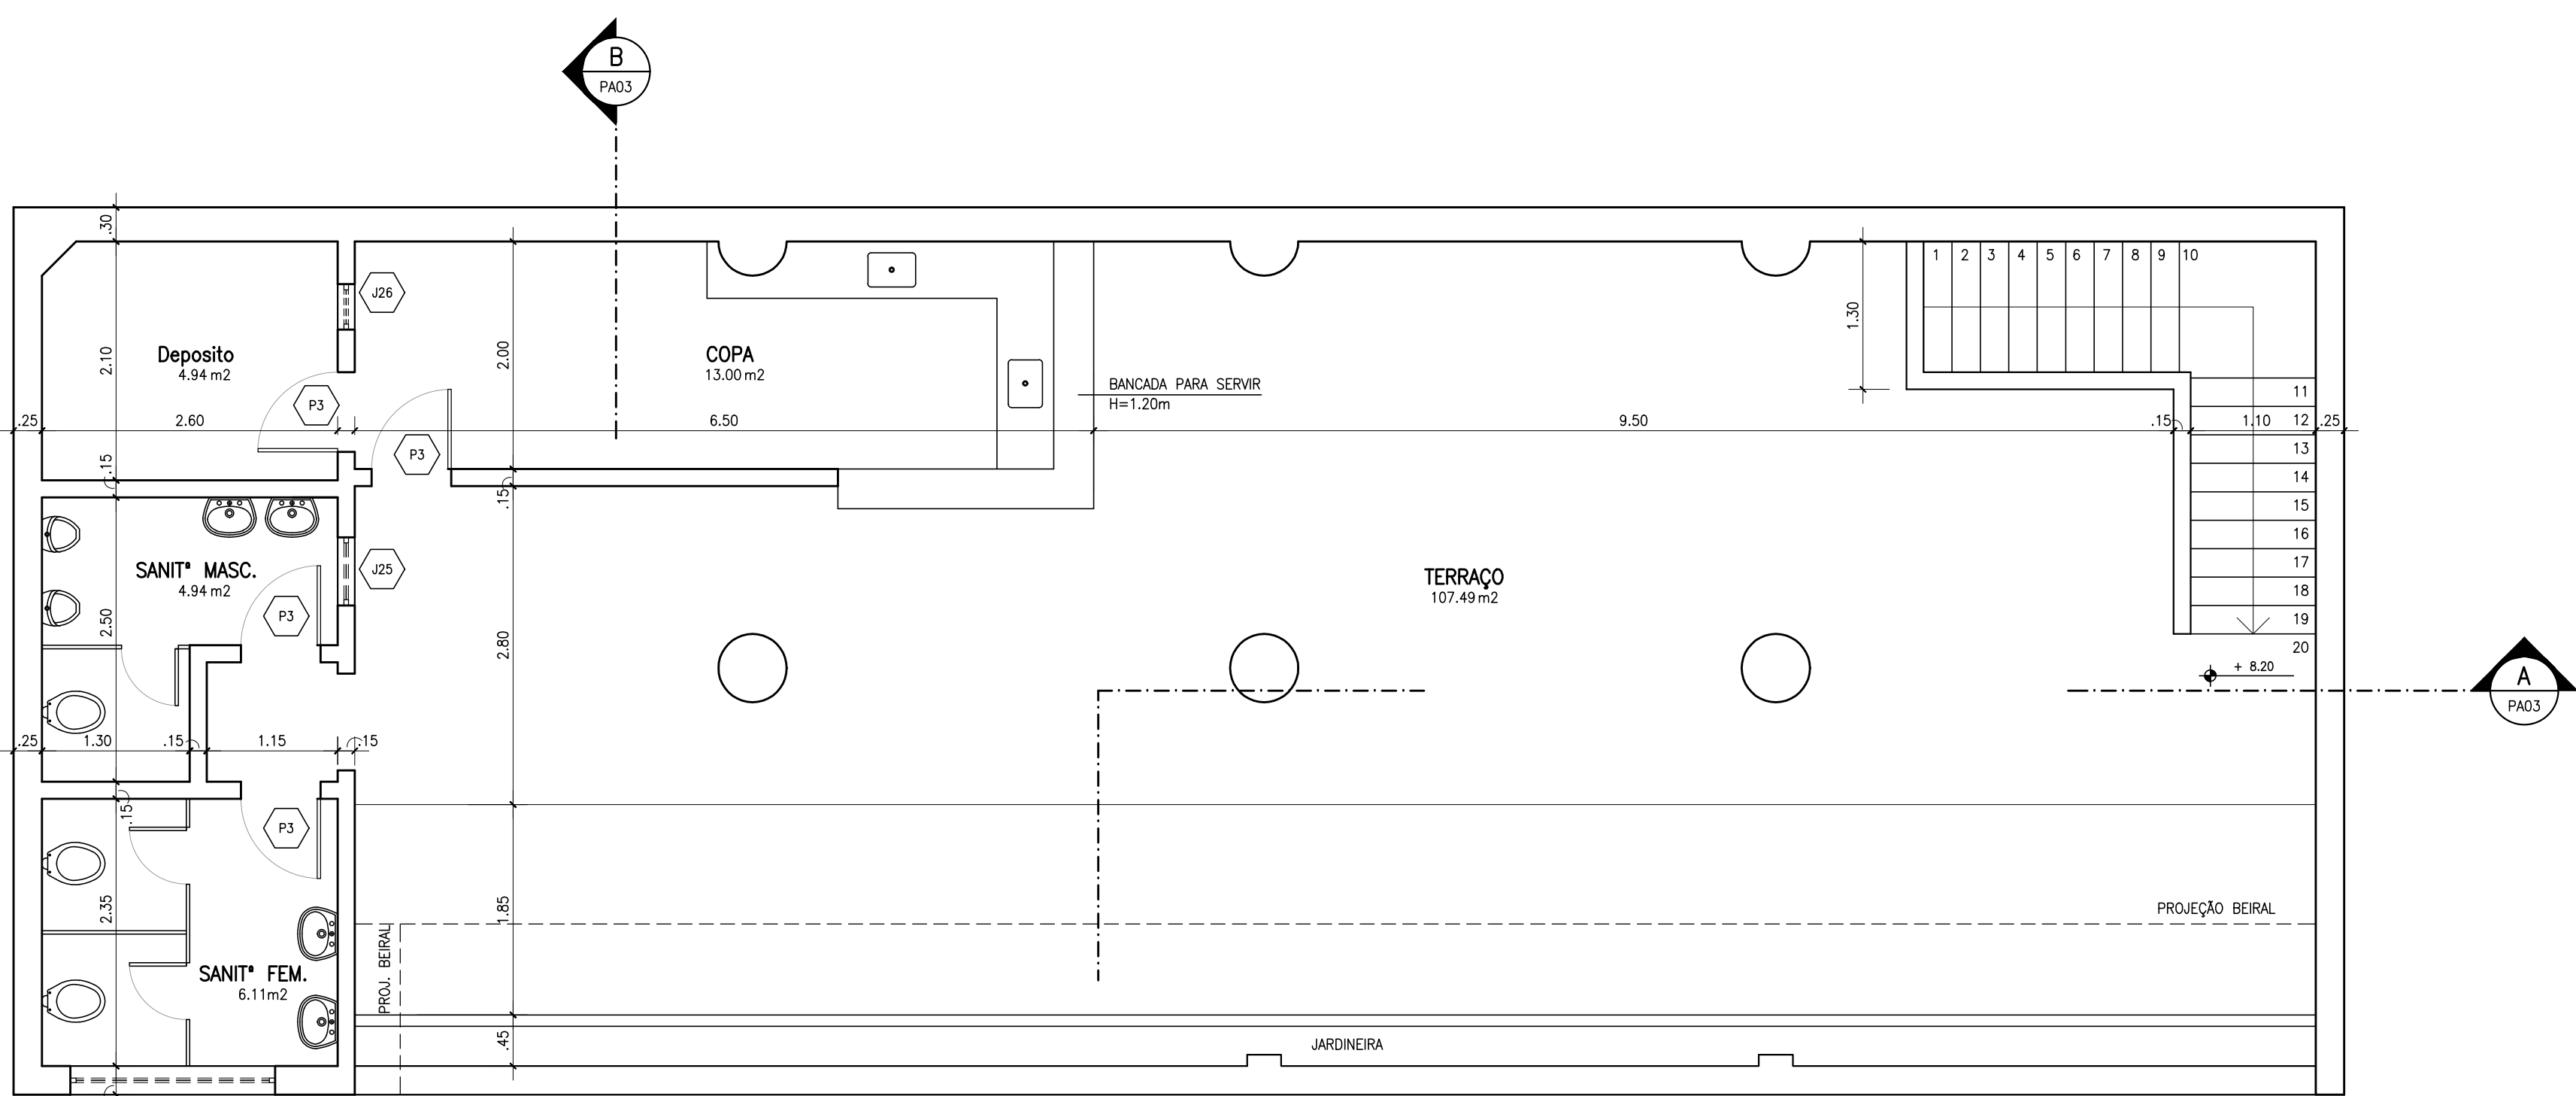 B
PA03
.30
1 2 3 4 5 6 7 8 9 10
J26
1.30
Deposito
4.94 m2
2.10
2.00
COPA
13.00 m2
BANCADA PARA SERVIR
H=1.20m
P3
11
.25
2.60
6.50
9.50
.15
1.10
12
.25
P3
13
.15
14
.15
15
16
J25
17
SANITª MASC.
4.94 m2
TERRAÇO
107.49 m2
18
P3
2.50
19
2.80
20
+ 8.20
A
PA03
.25
1.30
.15
1.15
.15
.15
P3
2.35
1.85
PROJEÇÃO BEIRAL
PROJ. BEIRAL
SANITª FEM.
6.11m2
.45
JARDINEIRA